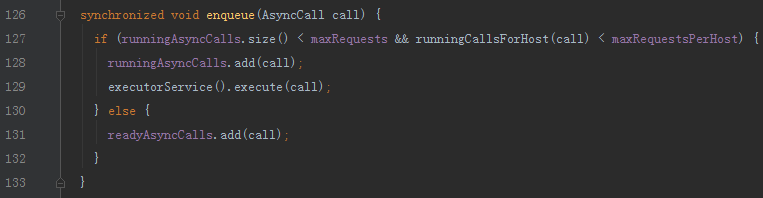 126 synchronized void enqueue(AsyncCall call) {
127 if (runningAsyncCalls.size() < maxRequests && runningCallsForHost(call) < maxRequestsPerHost) {
128 runningAsyncCalls.add(call);
129 executorService().execute(call);
130 } else {
131 readyAsyncCalls.add(call);
132 }
133 }